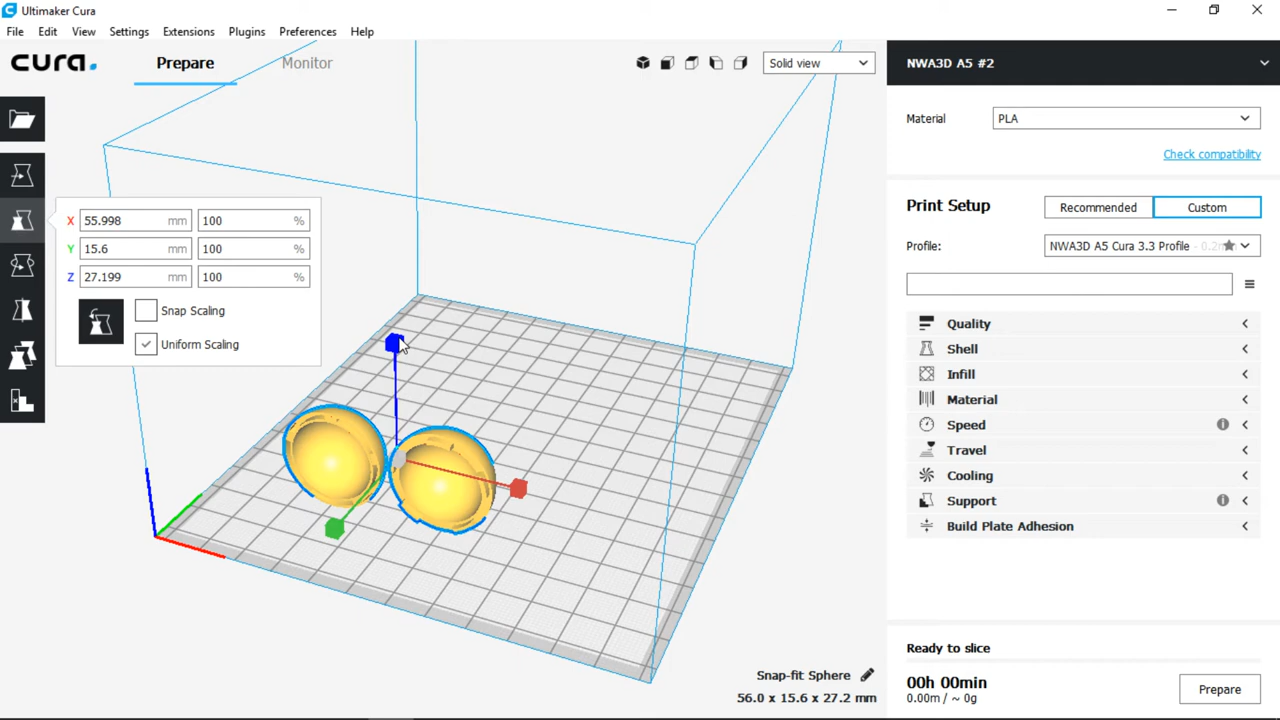 Ultimaker Cura
File Edit View Settings Extensions Plugins Preferences Help
cura. Prepare Monitor Solid view
NWA3D A5 #2
Material PLA
Check compatibility
X 55.998 mm 100 %
Y 15.6 mm 100 %
Z 27.199 mm 100 %
Snap Scaling
Uniform Scaling
Print Setup Recommended Custom
Profile: NWA3D A5 Cura 3.3 Profile
Quality
Shell
Infill
Material
Speed
Travel
Cooling
Support
Build Plate Adhesion
Snap-fit Sphere
56.0 x 15.6 x 27.2 mm
Ready to slice
00h 00min
0.00m / ~ 0g
Prepare